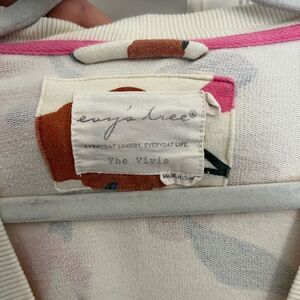 evy's tree®
EVERYDAY LUXURY, EVERYDAY LIFE.
The Vivie